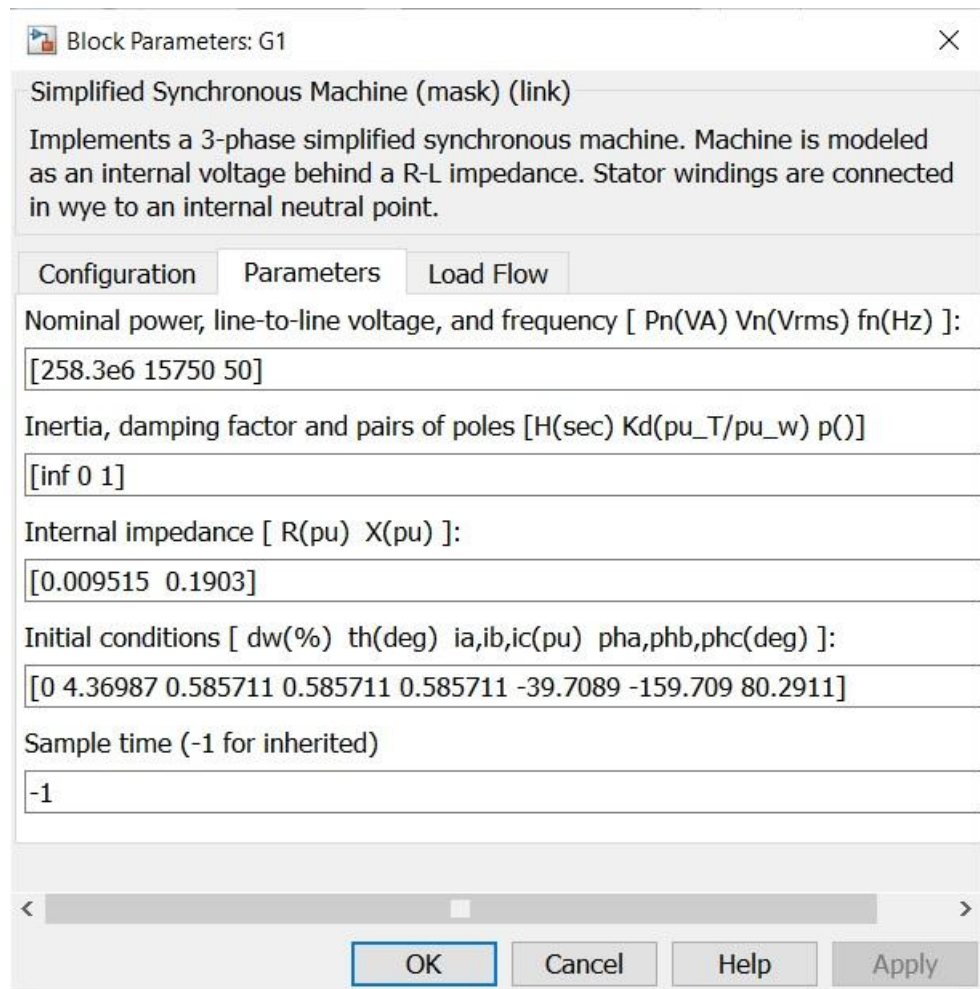 Block Parameters: G1
Simplified Synchronous Machine (mask) (link)
Implements a 3-phase simplified synchronous machine. Machine is modeled
as an internal voltage behind a R-L impedance. Stator windings are connected
in wye to an internal neutral point.
Configuration Parameters Load Flow
Nominal power, line-to-line voltage, and frequency [ Pn(VA) Vn(Vrms) fn(Hz) ]:
[258.3e6 15750 50]
Inertia, damping factor and pairs of poles [H(sec) Kd(pu_T/pu_w) p()]
[inf 0 1]
Internal impedance [ R(pu)  X(pu) ]:
[0.009515  0.1903]
Initial conditions [ dw(%)  th(deg)  ia,ib,ic(pu)  pha,phb,phc(deg) ]:
[0 4.36987 0.585711 0.585711 0.585711 -39.7089 -159.709 80.2911]
Sample time (-1 for inherited)
-1
OK Cancel Help Apply